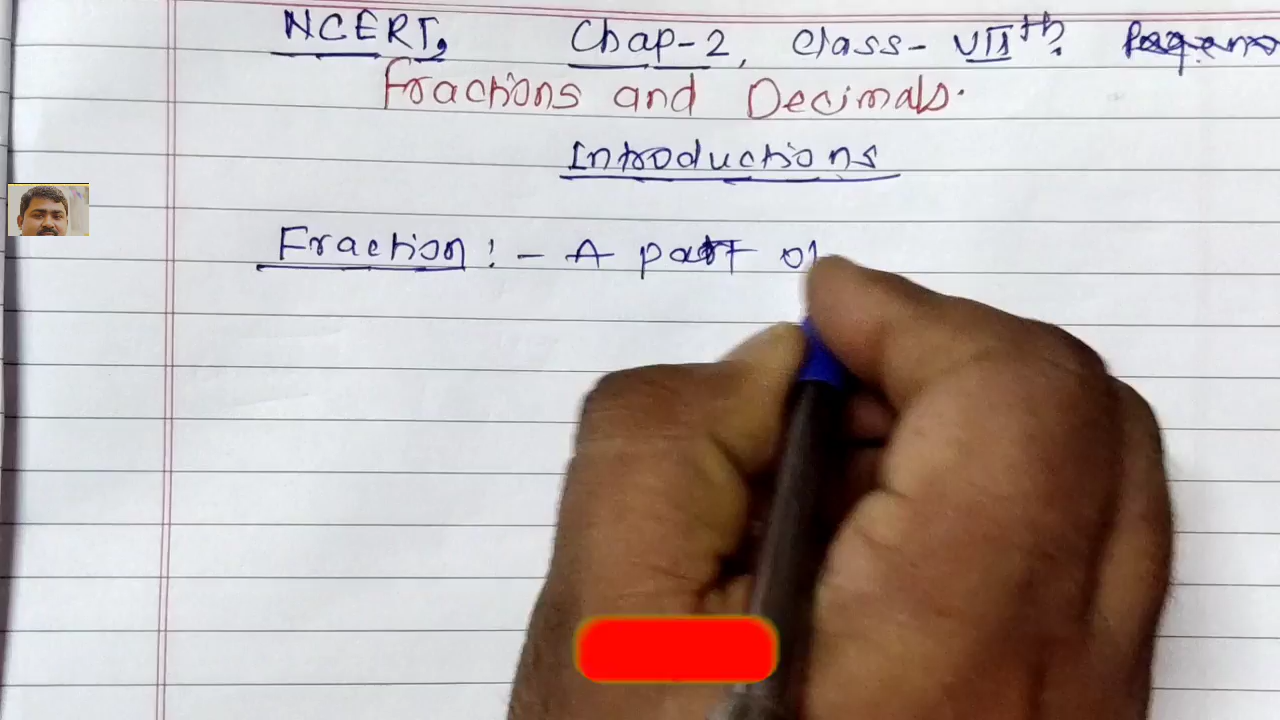 NCERT, Chap-2, Class- VIIth.
Fractions and Decimals.
Introductions
Fraction :- A part of